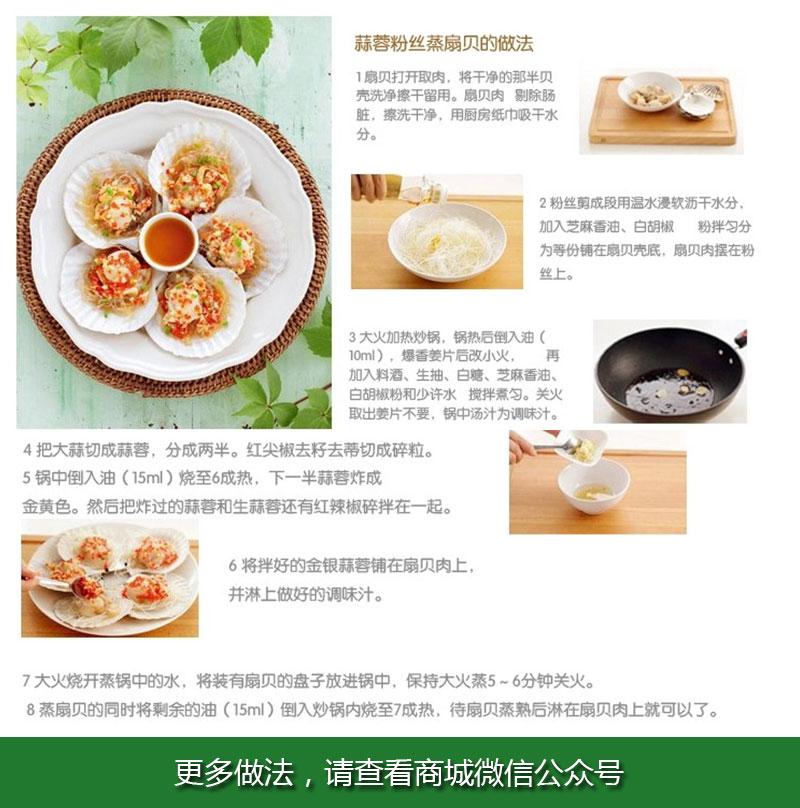 蒜蓉粉丝蒸扇贝的做法
1扇贝打开取肉，将干净的那半贝
壳洗净擦干留用。扇贝肉 剔除肠
脏，擦洗干净，用厨房纸巾吸干水
分。
2 粉丝剪成段用温水浸软沥干水分，
加入芝麻香油、白胡椒 粉拌匀分
为等份铺在扇贝壳底，扇贝肉摆在粉
丝上。
3 大火加热炒锅，锅热后倒入油（
10ml），爆香姜片后改小火， 再
加入料酒、生抽、白糖、芝麻香油、
白胡椒粉和少许水 搅拌煮匀。关火
取出姜片不要，锅中汤汁为调味汁。
4 把大蒜切成蒜蓉，分成两半。红尖椒去籽去蒂切成碎粒。
5 锅中倒入油（15ml）烧至6成热，下一半蒜蓉炸成
金黄色。然后把炸过的蒜蓉和生蒜蓉还有红辣椒碎拌在一起。
6 将拌好的金银蒜蓉铺在扇贝肉上，
并淋上做好的调味汁。
7 大火烧开蒸锅中的水，将装有扇贝的盘子放进锅中，保持大火蒸5～6分钟关火。
8 蒸扇贝的同时将剩余的油（15ml）倒入炒锅内烧至7成热，待扇贝蒸熟后淋在扇贝肉上就可以了。
更多做法，请查看商城微信公众号